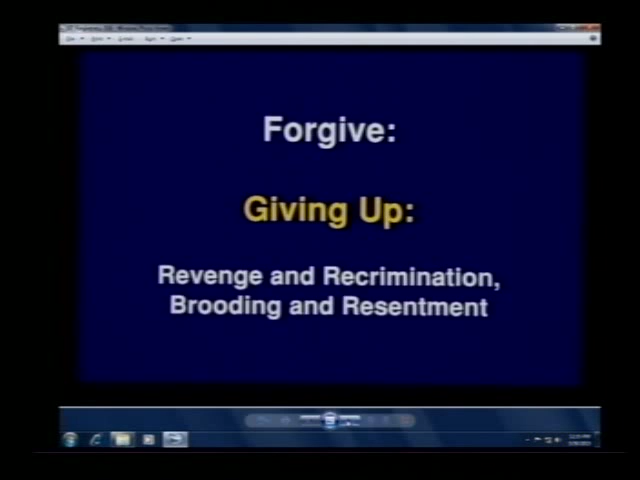 Forgive:
Giving Up:
Revenge and Recrimination,
Brooding and Resentment